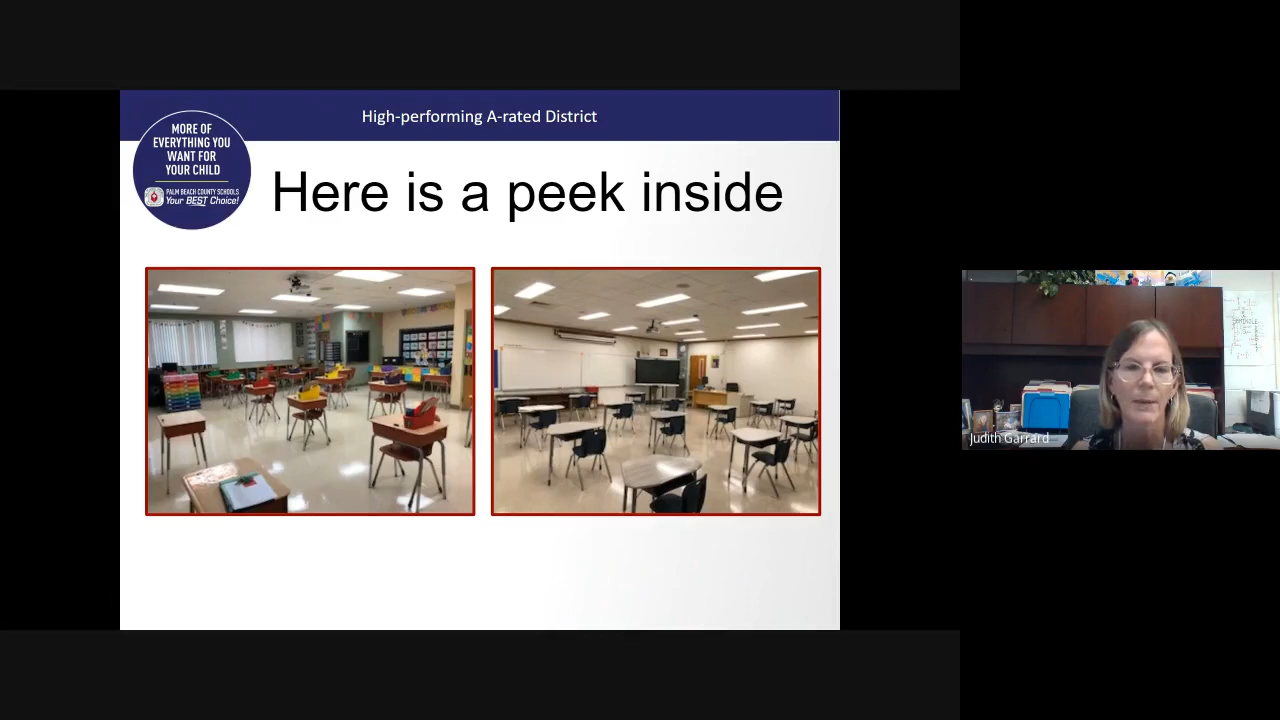 High-performing A-rated District
MORE OF
EVERYTHING YOU
WANT FOR
YOUR CHILD
PALM BEACH COUNTY SCHOOLS
Your BEST Choice!
Here is a peek inside
Judith Garrard